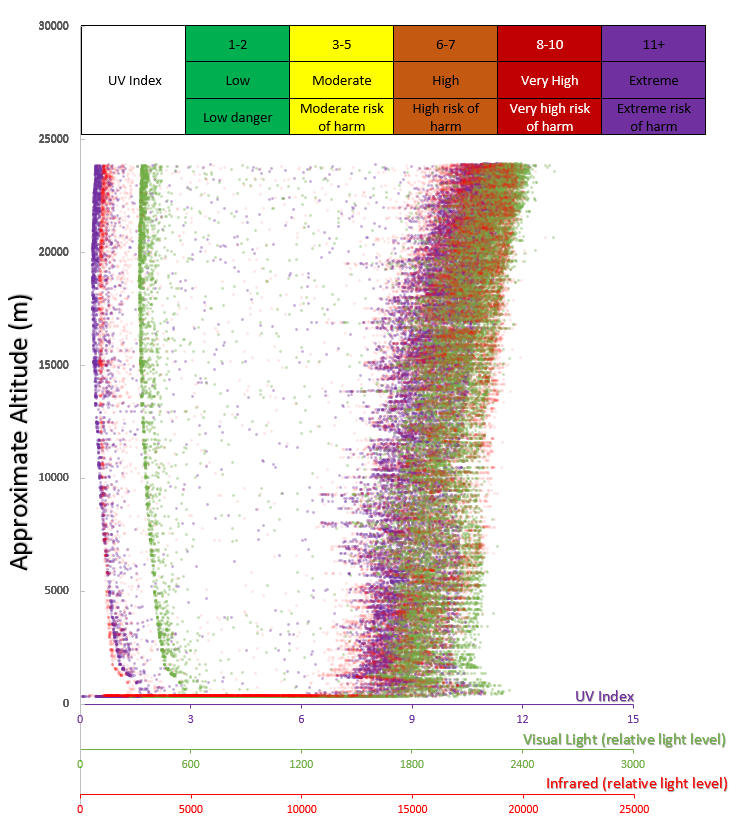 30000
UV Index
1-2
3-5
6-7
8-10
11+
Low
Moderate
High
Very High
Extreme
Low danger
Moderate risk
of harm
High risk of
harm
Very high risk
of harm
Extreme risk
of harm
25000
20000
15000
10000
5000
0
Approximate Altitude (m)
UV Index
0 3 6 9 12 15
Visual Light (relative light level)
0 600 1200 1800 2400 3000
Infrared (relative light level)
0 5000 10000 15000 20000 25000